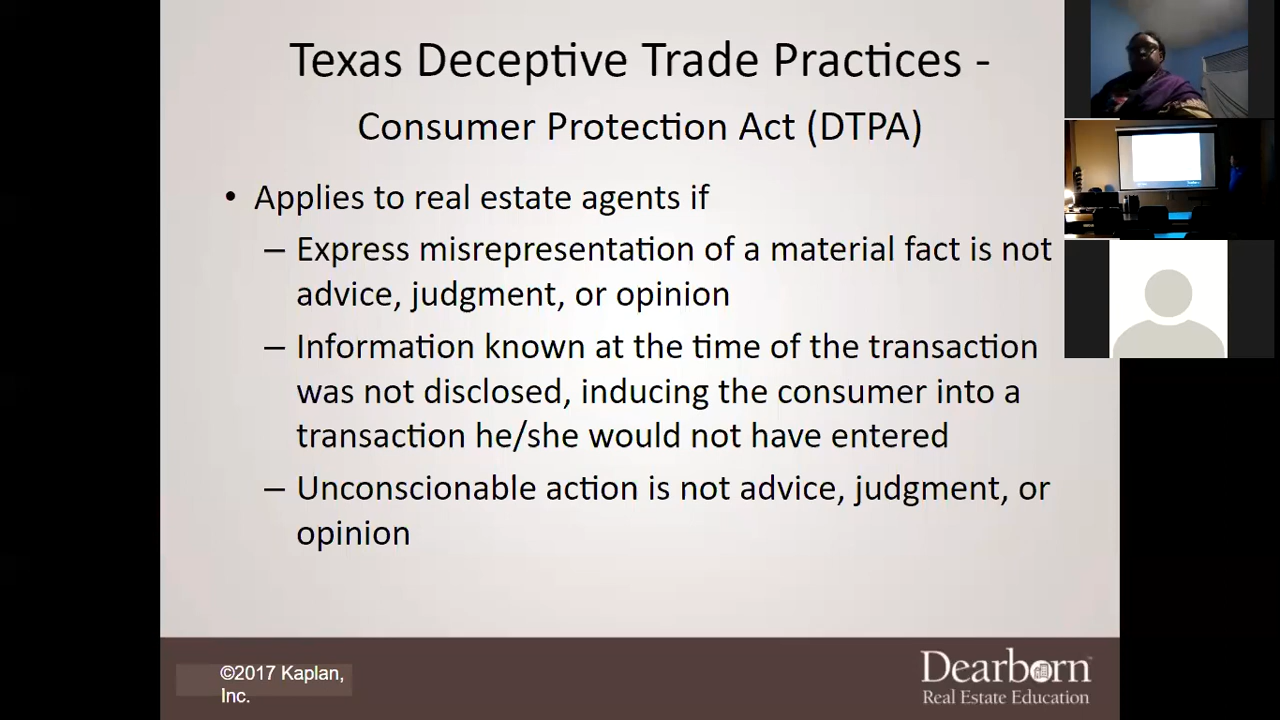 Texas Deceptive Trade Practices -
Consumer Protection Act (DTPA)
• Applies to real estate agents if
– Express misrepresentation of a material fact is not
advice, judgment, or opinion
– Information known at the time of the transaction
was not disclosed, inducing the consumer into a
transaction he/she would not have entered
– Unconscionable action is not advice, judgment, or
opinion
©2017 Kaplan,
Inc.
Dearborn™
Real Estate Education